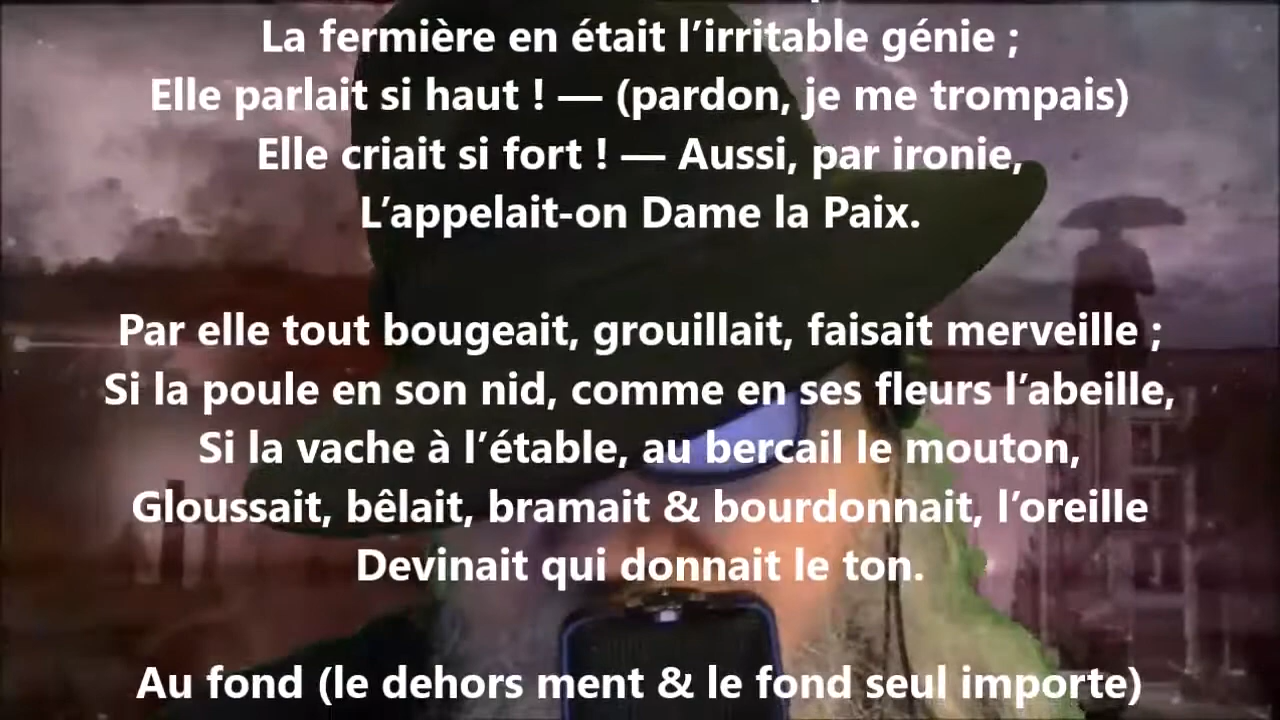 La fermière en était l’irritable génie ;
Elle parlait si haut ! — (pardon, je me trompais)
Elle criait si fort ! — Aussi, par ironie,
L’appelait-on Dame la Paix.
Par elle tout bougeait, grouillait, faisait merveille ;
Si la poule en son nid, comme en ses fleurs l’abeille,
Si la vache à l’étable, au bercail le mouton,
Gloussait, bêlait, bramait & bourdonnait, l’oreille
Devinait qui donnait le ton.
Au fond (le dehors ment & le fond seul importe)